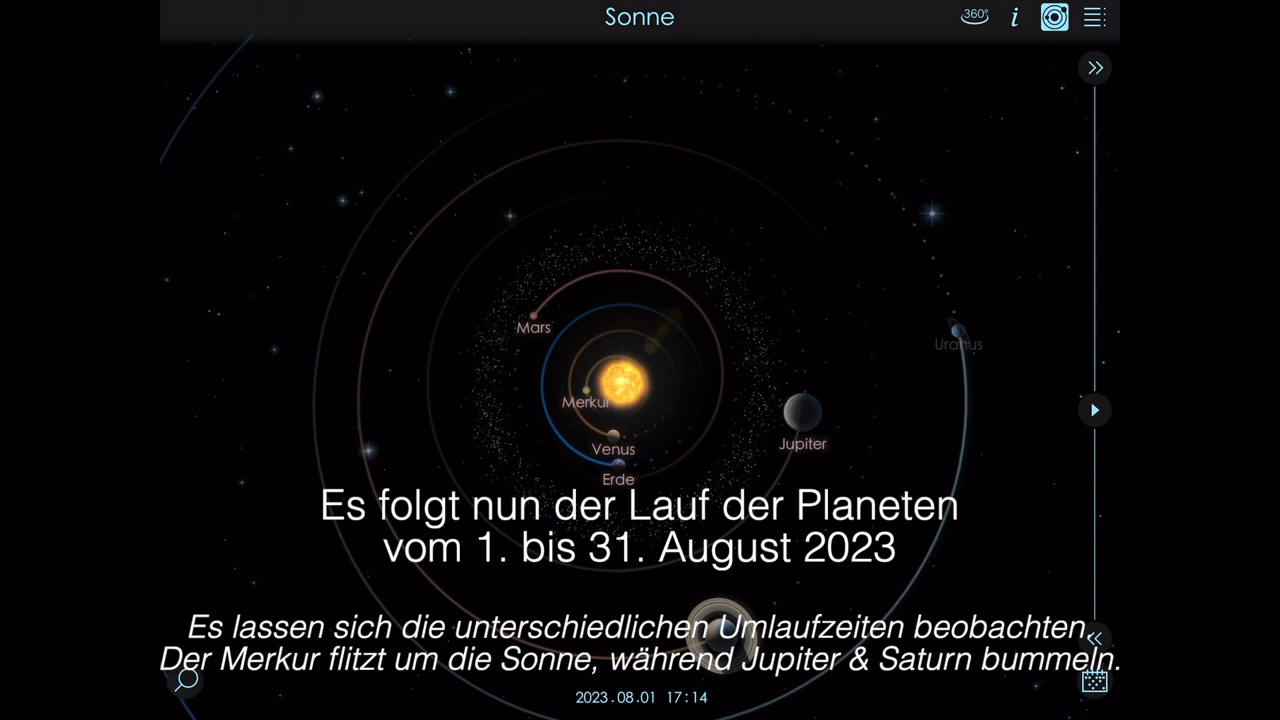 Sonne
360°
i
Mars
Uranus
Merkur
Jupiter
Venus
Erde
Es folgt nun der Lauf der Planeten
vom 1. bis 31. August 2023
Es lassen sich die unterschiedlichen Umlaufzeiten beobachten.
Der Merkur flitzt um die Sonne, während Jupiter & Saturn bummeln.
2023.08.01 17:14